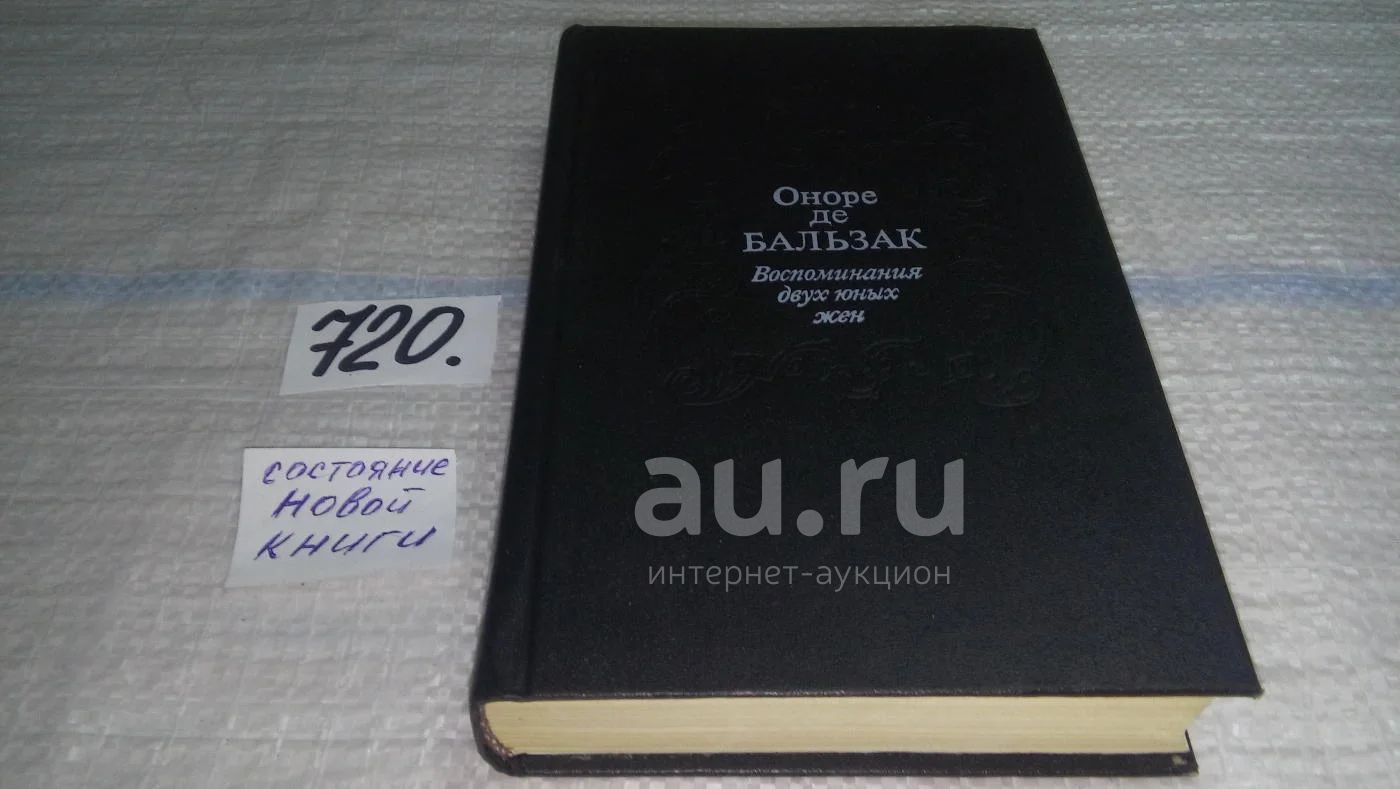 Оноре
де
БАЛЬЗАК
Воспоминания
двух юных
жен
720.
состояние
новой
книги
au.ru
интернет-аукцион